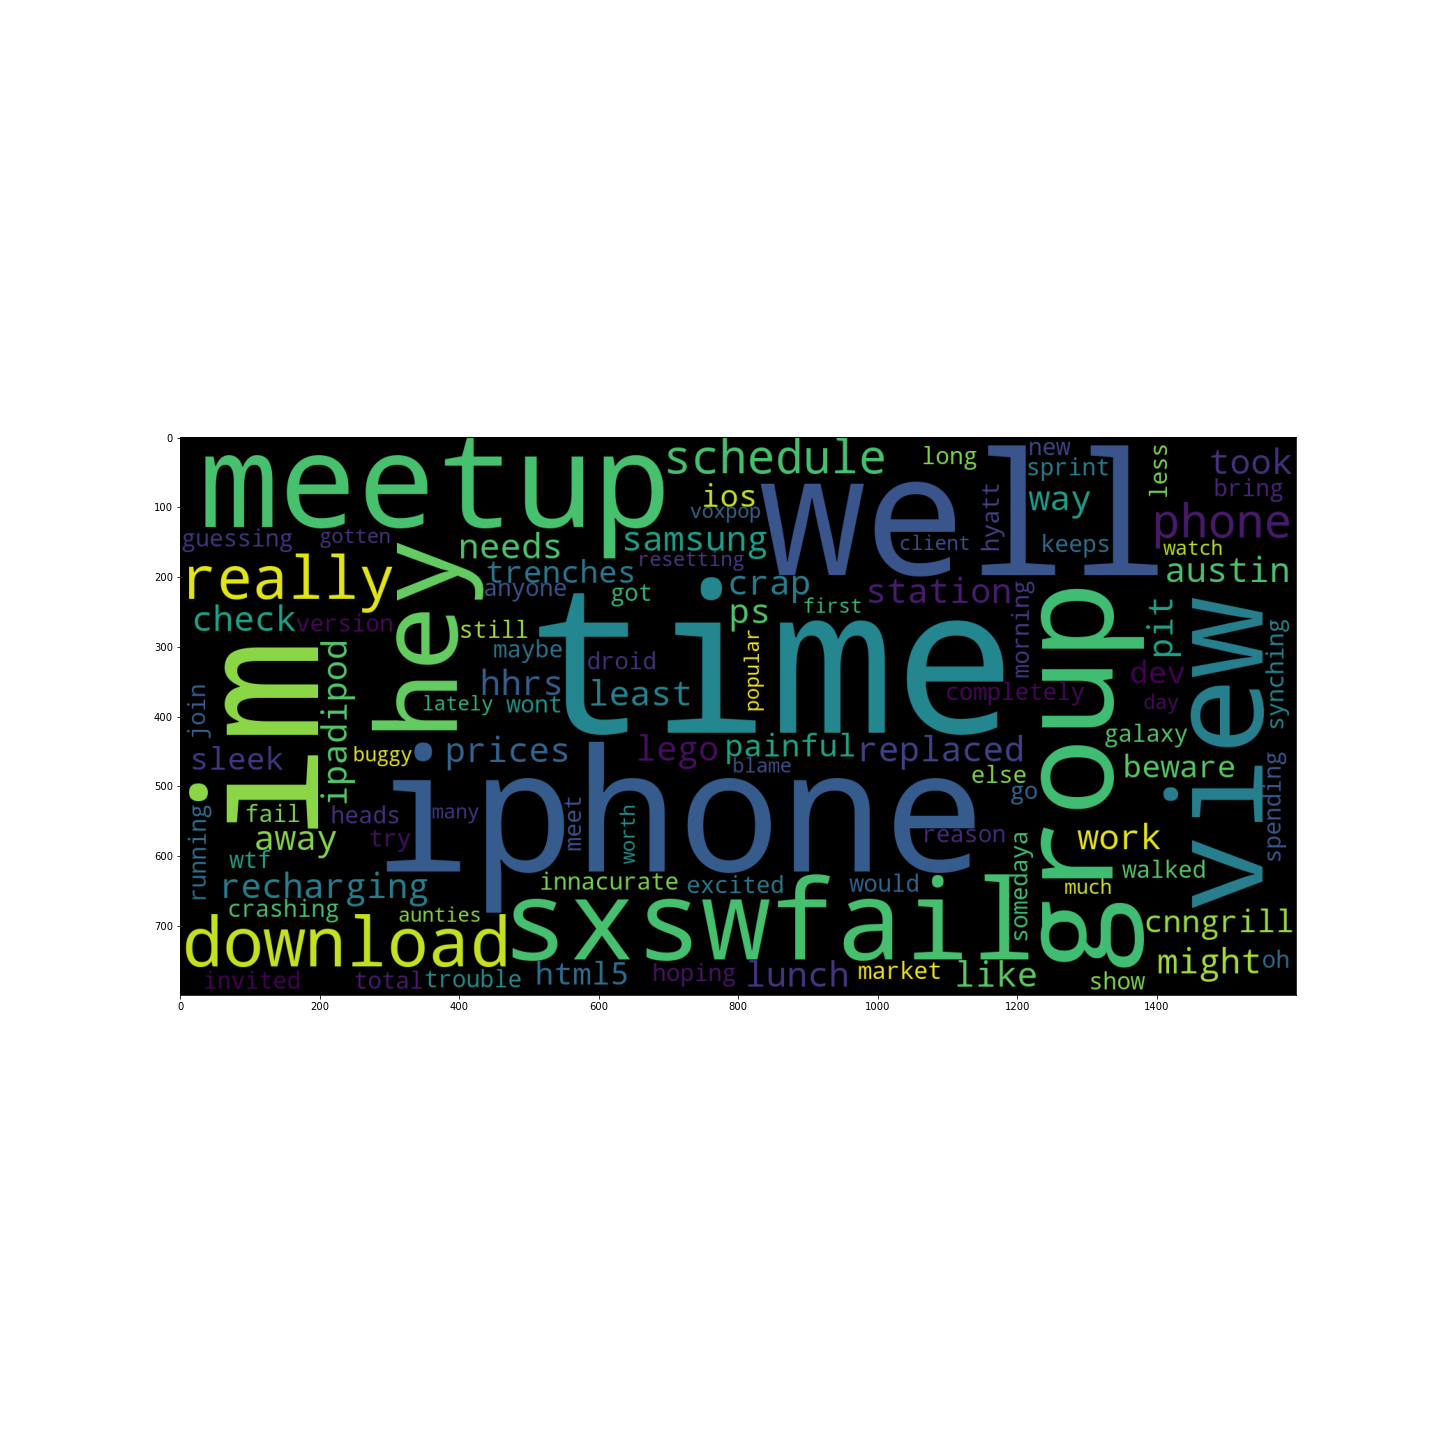 0
100
200
300
400
500
600
700
0 200 400 600 800 1000 1200 1400
meetup
schedule
long
well
new
sprint
less
took
bring
ios
voxpop
way
phone
hyatt
guessing
gotten
needs
samsung
client
keeps
watch
resetting
austin
really
hey
trenches
anyone
got
crap
ps
first
station
check
version
still
maybe
droid
popular
time
morning
group
pit
view
synching
im
ipadipod
hhrs
least
completely
dev
day
join
lately
wont
galaxy
sleek
buggy
prices
lego
painful
blame
replaced
else
go
beware
spending
running
fail
heads
many
iphone
meet
worth
reason
away
try
work
wtf
someday
recharging
innacurate
excited
would
much
walked
crashing
aunties
download
sxswfail
cnngrill
might
oh
invited
total
trouble
html5
hoping
lunch
market
like
show